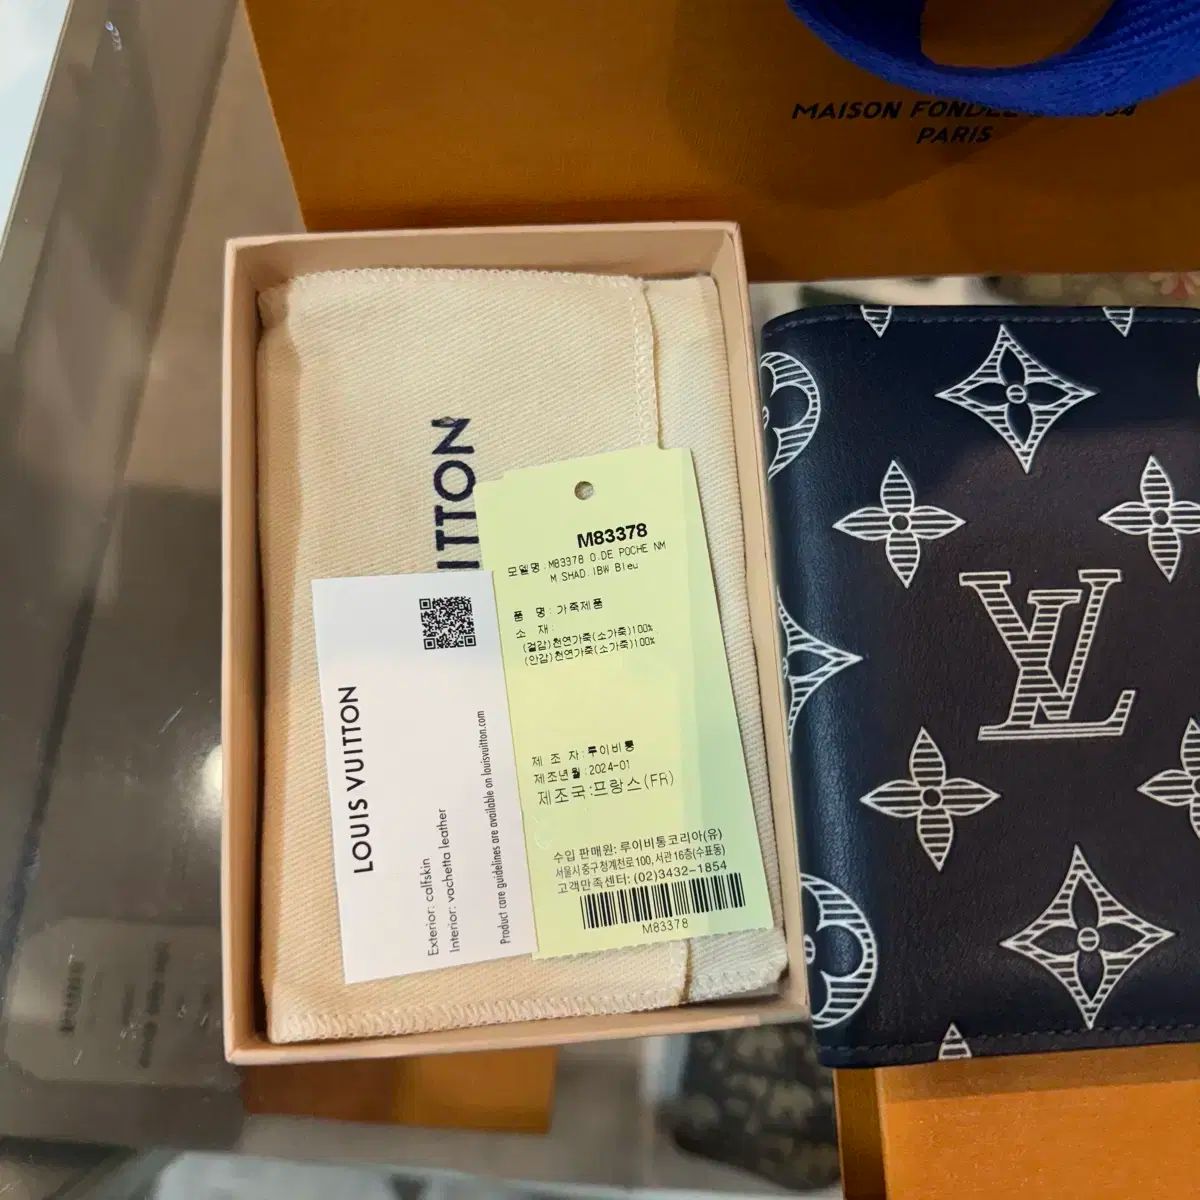 MAISON FONDÉE
PARIS
ITTON
LOUIS VUITTON
Exterior: calfskin
Interior: vachetta leather
Product care guidelines are available on louisvuitton.com
M83378
모델명:M83378 O.DE POCHE NM
M.SHAD.IBW Bleu
품 명:가죽제품
소 재:
(겉감)천연가죽(소가죽)100%
(안감)천연가죽(소가죽)100%
제 조 자:루이비통
제조년월:2024-01
제조국:프랑스(FR)
수입 판매원: 루이비통코리아(유)
서울시중구청계천로100,서관16층(수표동)
고객만족센터: (02)3432-1854
M83378
LV